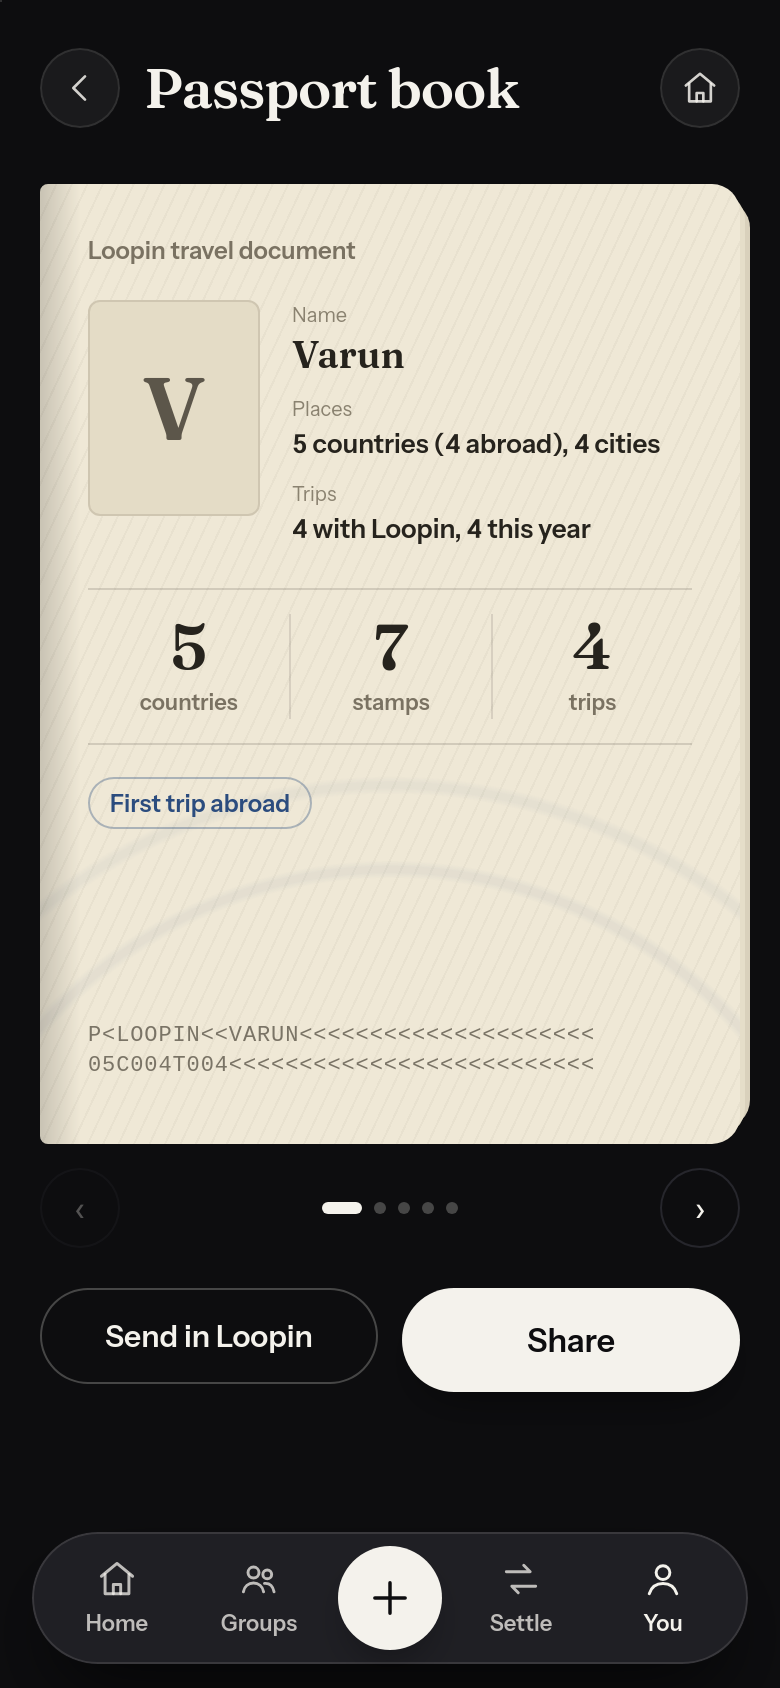 Passport book
Loopin travel document
V
Name
Varun
Places
5 countries (4 abroad), 4 cities
Trips
4 with Loopin, 4 this year
5 7 4
countries stamps trips
First trip abroad
P<LOOPIN<<VARUN<<<<<<<<<<<<<<<<<<<<<
05C004T004<<<<<<<<<<<<<<<<<<<<<<<<<<
‹ ›
Send in Loopin Share
Home Groups Settle You